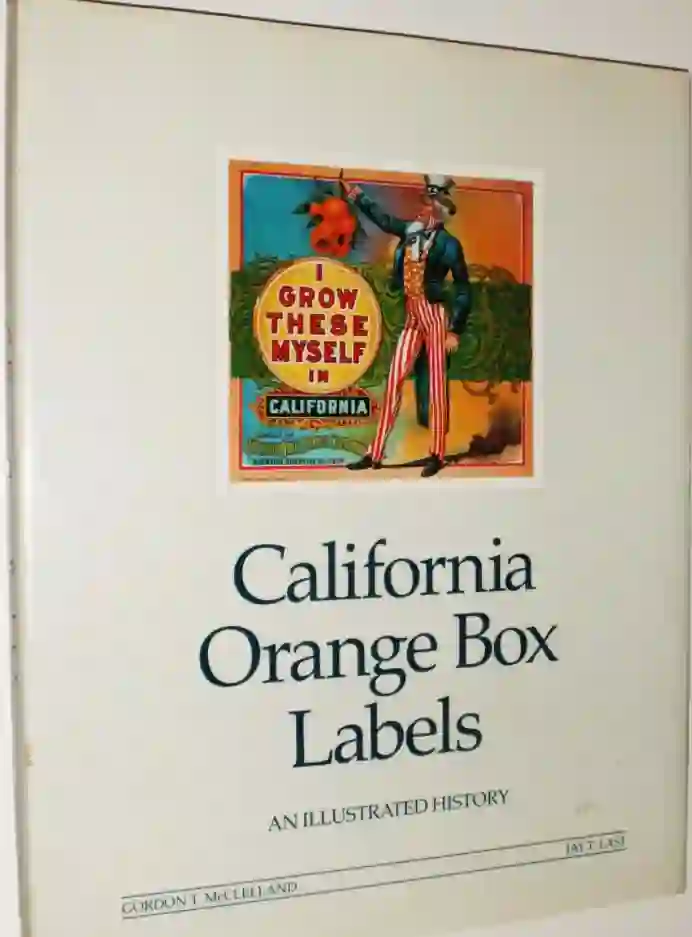 I
GROW
THESE
MYSELF
IN
CALIFORNIA
California
Orange Box
Labels
AN ILLUSTRATED HISTORY
GORDON T. McCLELLAND
JAY T. LAST